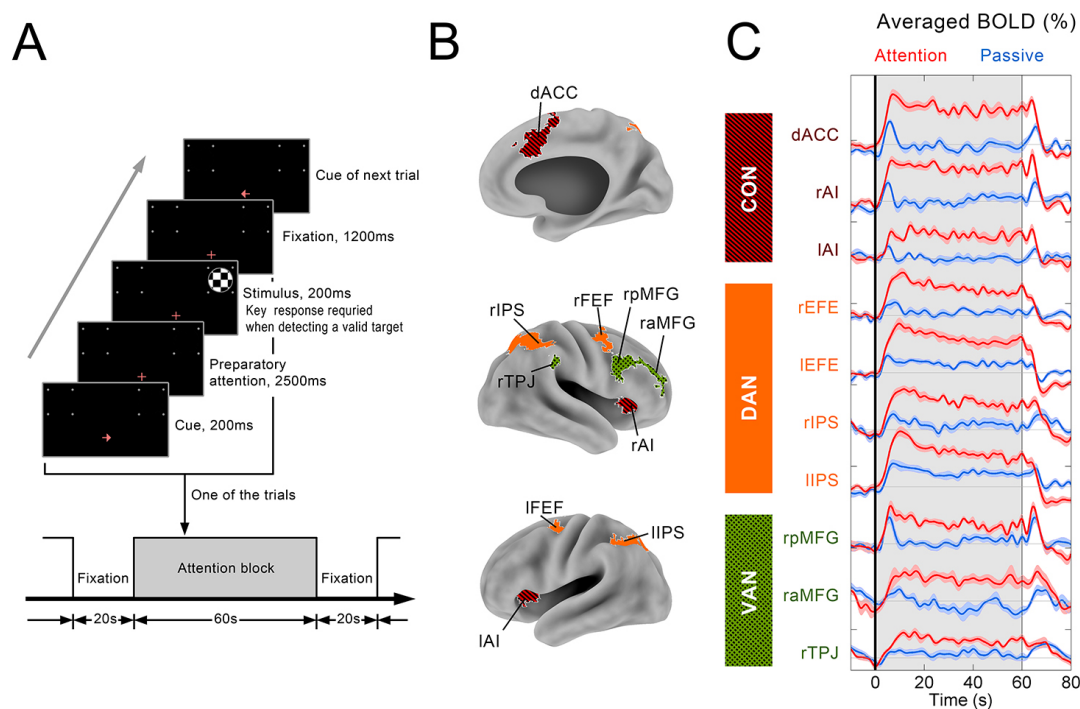 A
Cue of next trial
Fixation, 1200ms
Stimulus, 200ms
Key response requried
when detecting a valid target
Preparatory
attention, 2500ms
Cue, 200ms
One of the trials
Fixation
Attention block
Fixation
20s
60s
20s
B
dACC
rIPS
rFEF
rpMFG
raMFG
rTPJ
rAI
lFEF
lIPS
lAI
C
Averaged BOLD (%)
Attention
Passive
CON
DAN
VAN
dACC
rAI
lAI
rEFE
lEFE
rIPS
lIPS
rpMFG
raMFG
rTPJ
0 20 40 60 80
Time (s)